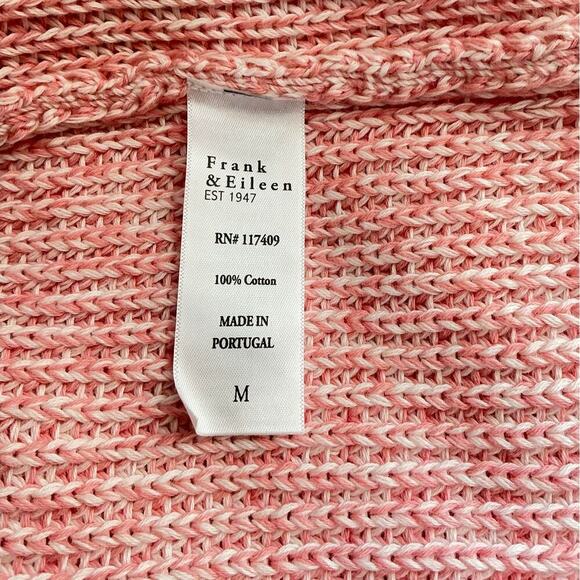 Frank
& Eileen
EST 1947
RN# 117409
100% Cotton
MADE IN
PORTUGAL
M